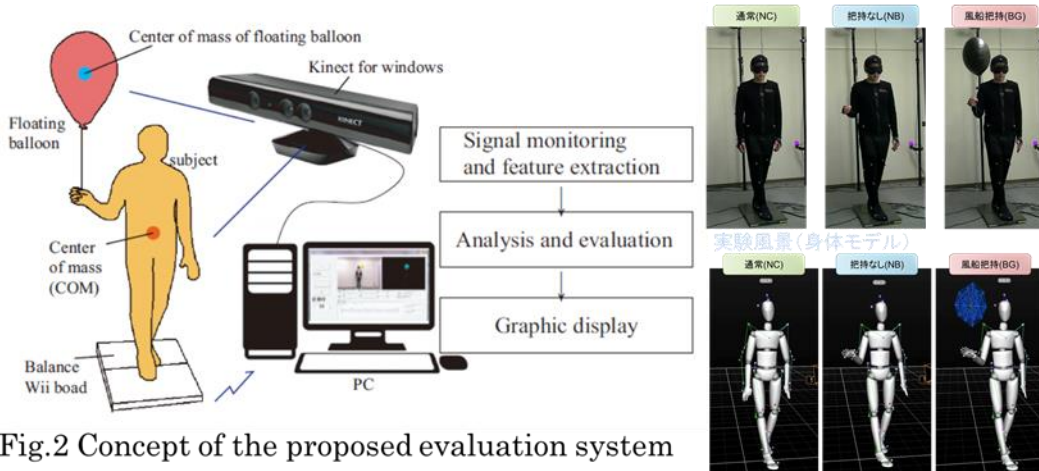 Center of mass of floating balloon
Kinect for windows
KINECT
Floating
balloon
subject
Center
of mass
(COM)
Balance
Wii boad
PC
Signal monitoring
and feature extraction
Analysis and evaluation
Graphic display
Fig.2 Concept of the proposed evaluation system
通常(NC)
把持なし(NB)
風船把持(BG)
実験風景(身体モデル)
通常(NC)
把持なし(NB)
風船把持(BG)